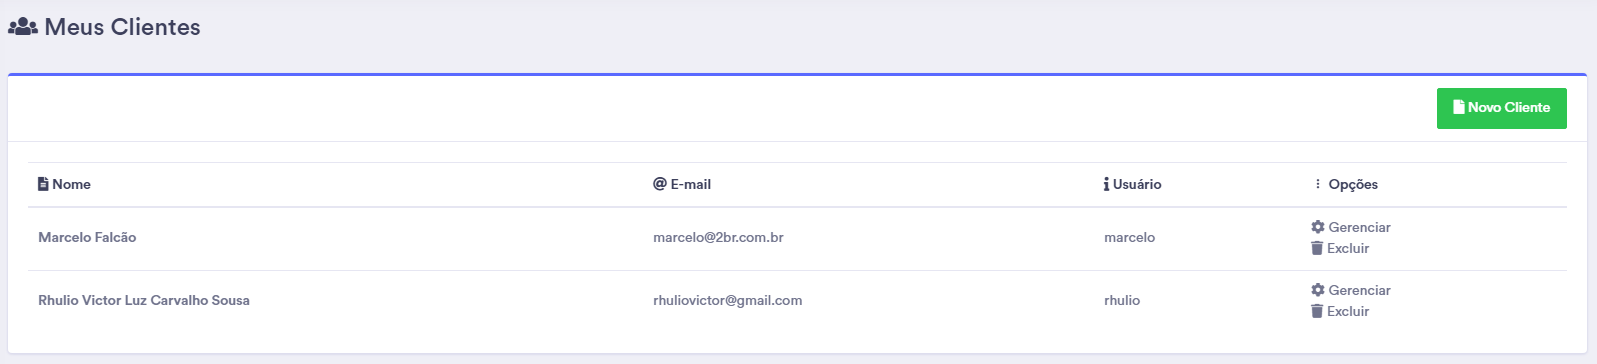 Meus Clientes
Novo Cliente
Nome E-mail Usuário Opções
Marcelo Falcão marcelo@2br.com.br marcelo Gerenciar
Excluir
Rhulio Victor Luz Carvalho Sousa rhuliovictor@gmail.com rhulio Gerenciar
Excluir